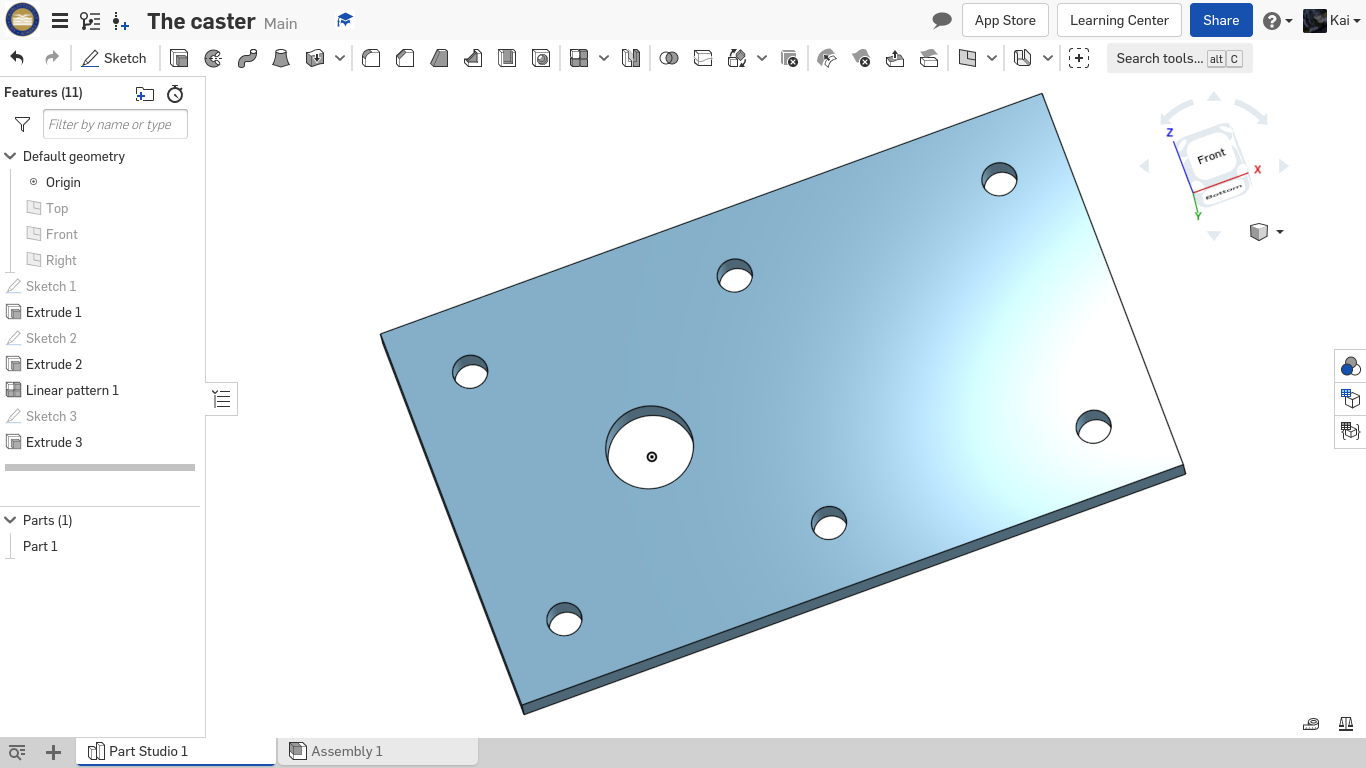 The caster Main
App Store
Learning Center
Share
Kai
Sketch
Search tools... alt C
Features (11)
Filter by name or type
Default geometry
Origin
Top
Front
Right
Sketch 1
Extrude 1
Sketch 2
Extrude 2
Linear pattern 1
Sketch 3
Extrude 3
Parts (1)
Part 1
Z
Front
X
Bottom
Y
Part Studio 1
Assembly 1